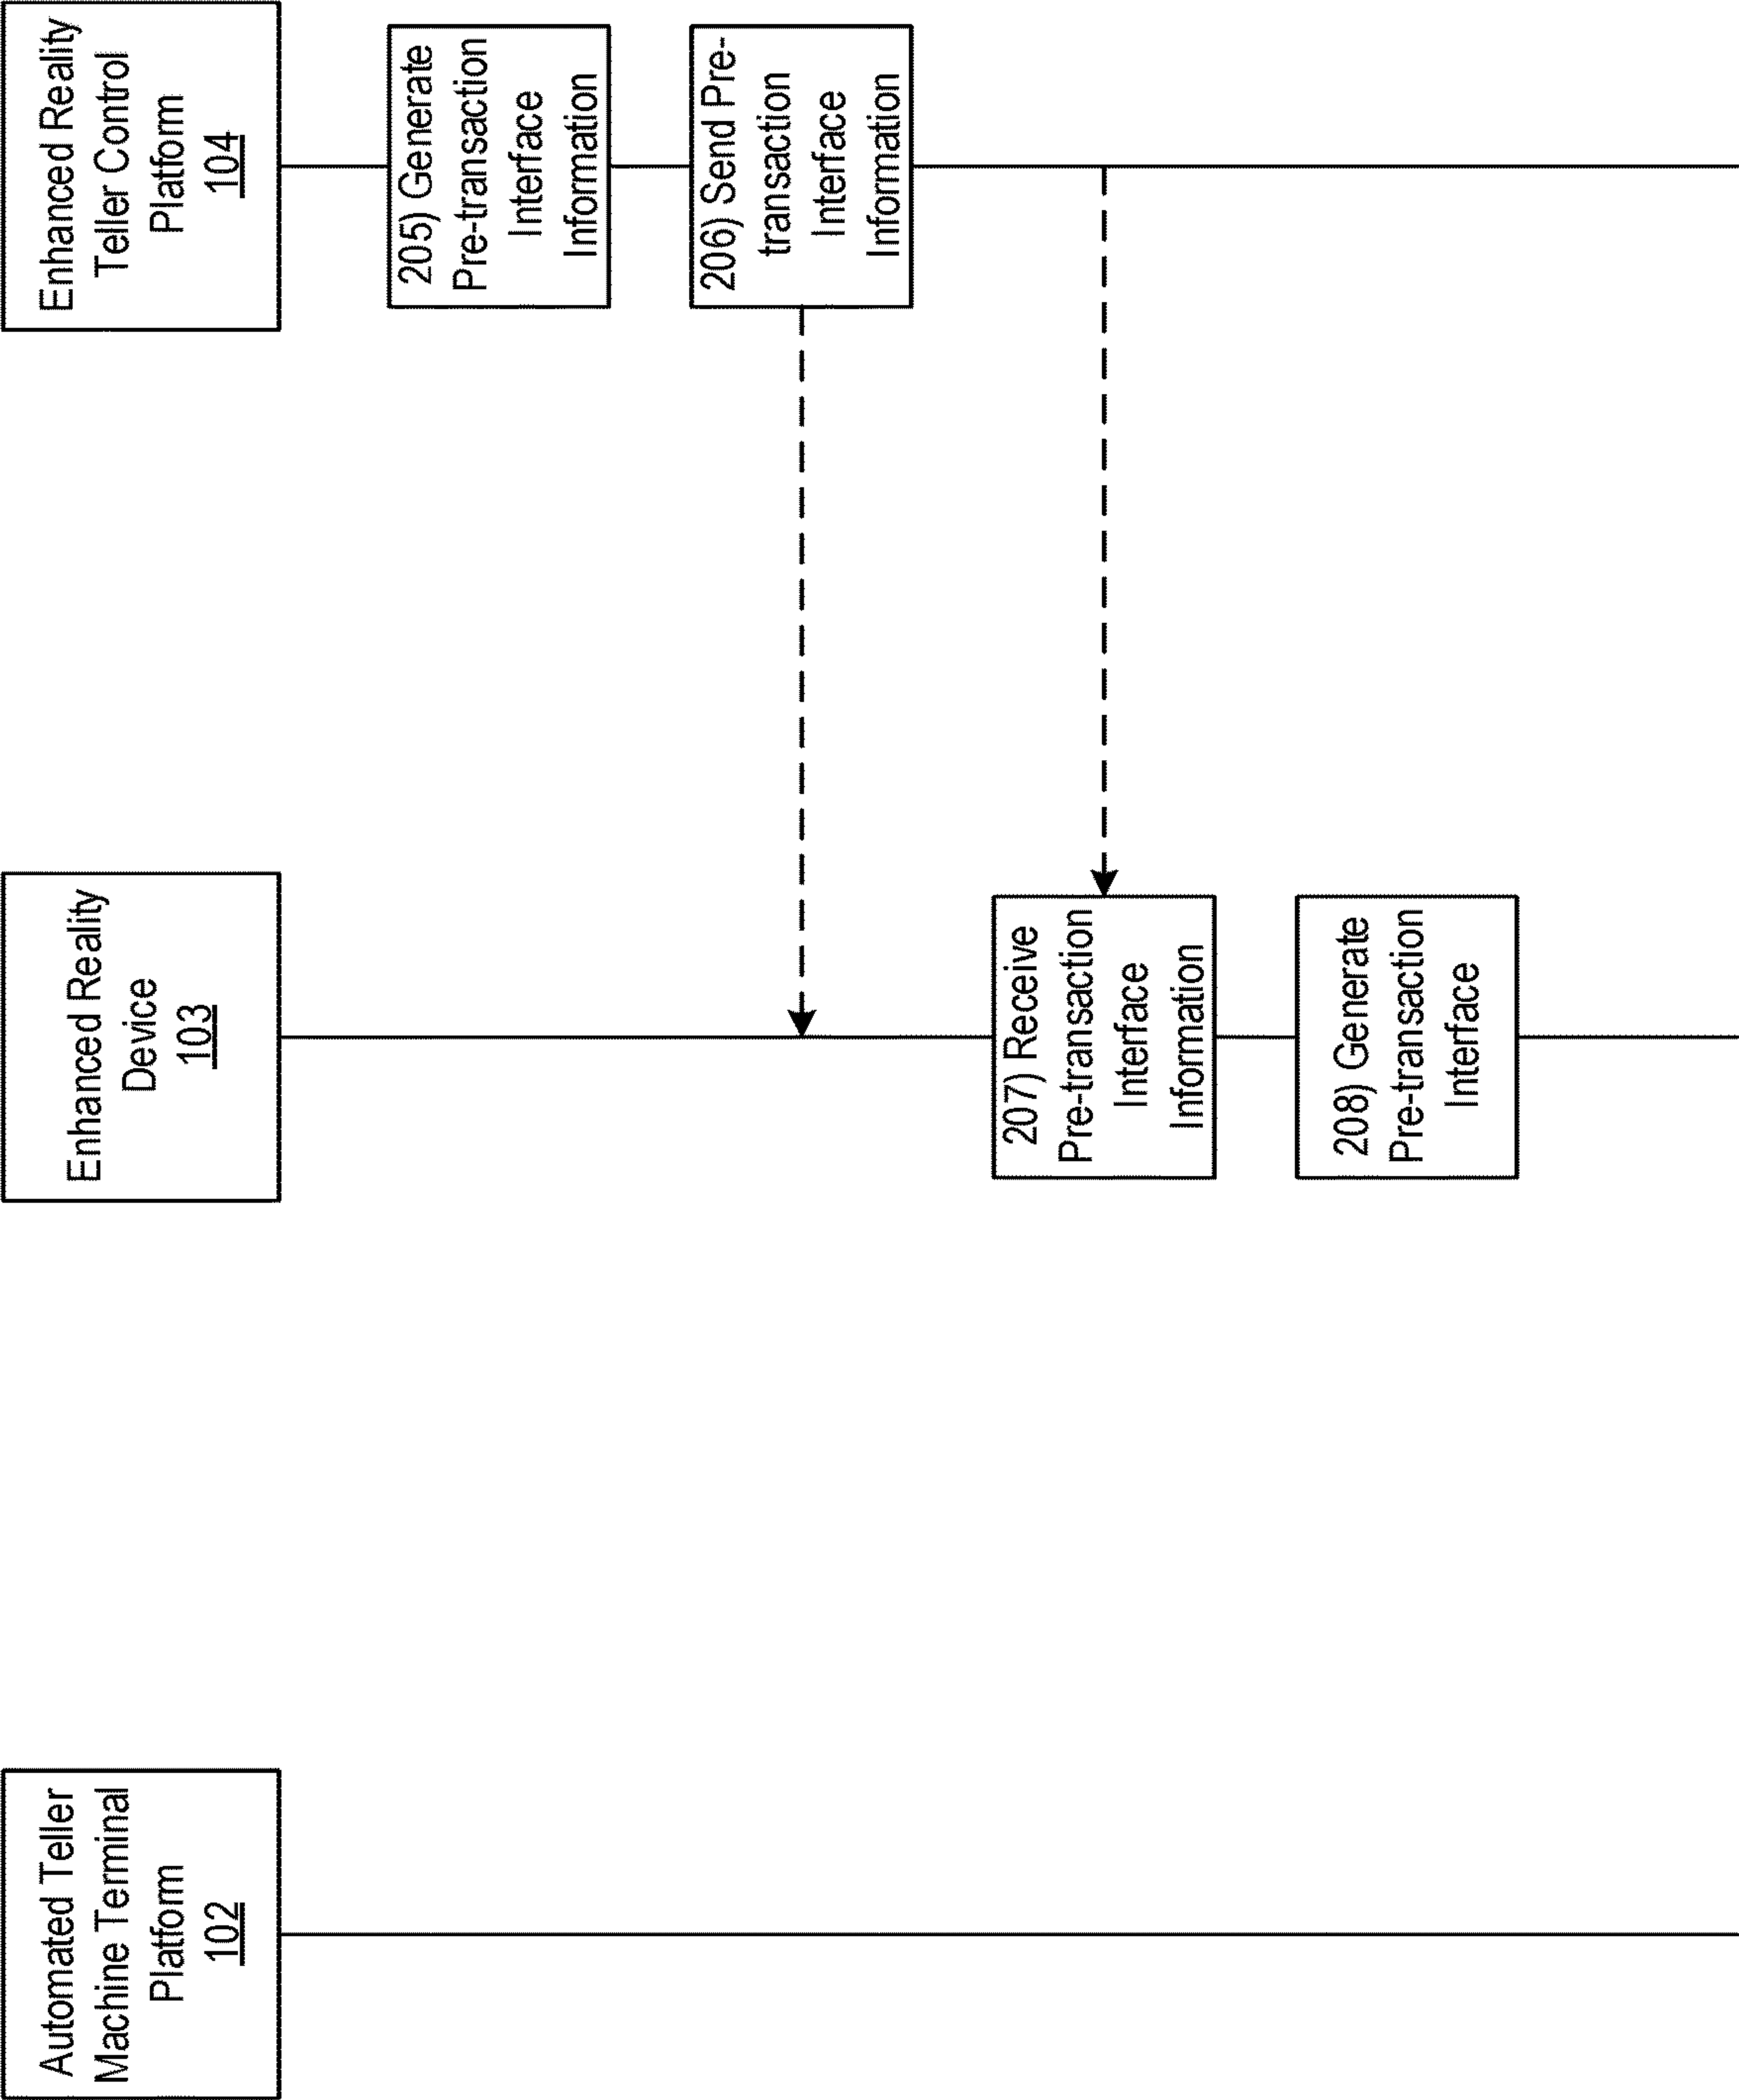 Automated Teller
Machine Terminal
Platform
102
Enhanced Reality
Device
103
Enhanced Reality
Teller Control
Platform
104
205) Generate
Pre-transaction
Interface
Information
206) Send Pre-
transaction
Interface
Information
207) Receive
Pre-transaction
Interface
Information
208) Generate
Pre-transaction
Interface